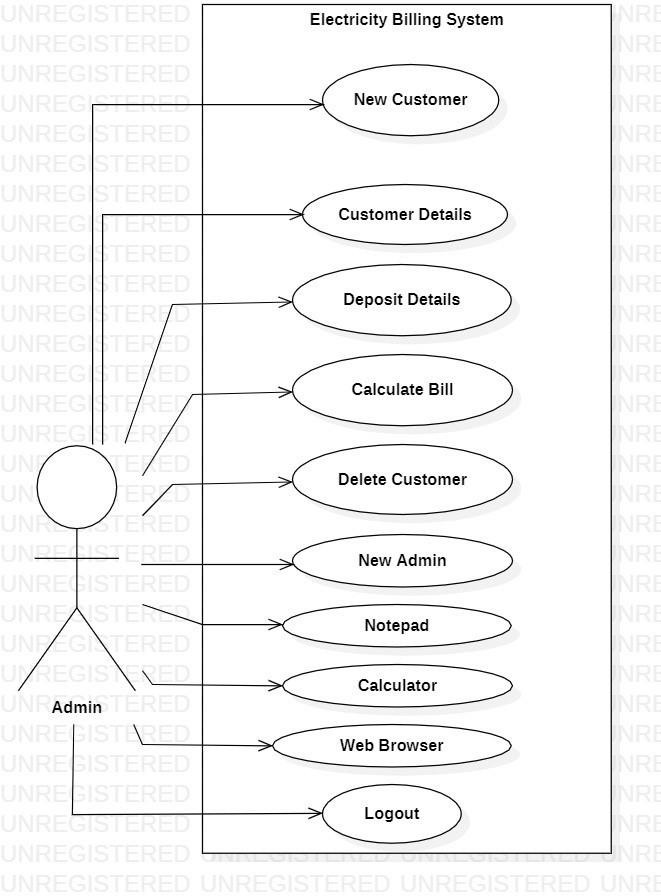 Electricity Billing System
New Customer
Customer Details
Deposit Details
Calculate Bill
Delete Customer
New Admin
Notepad
Calculator
Admin
Web Browser
Logout
UNREGISTERED